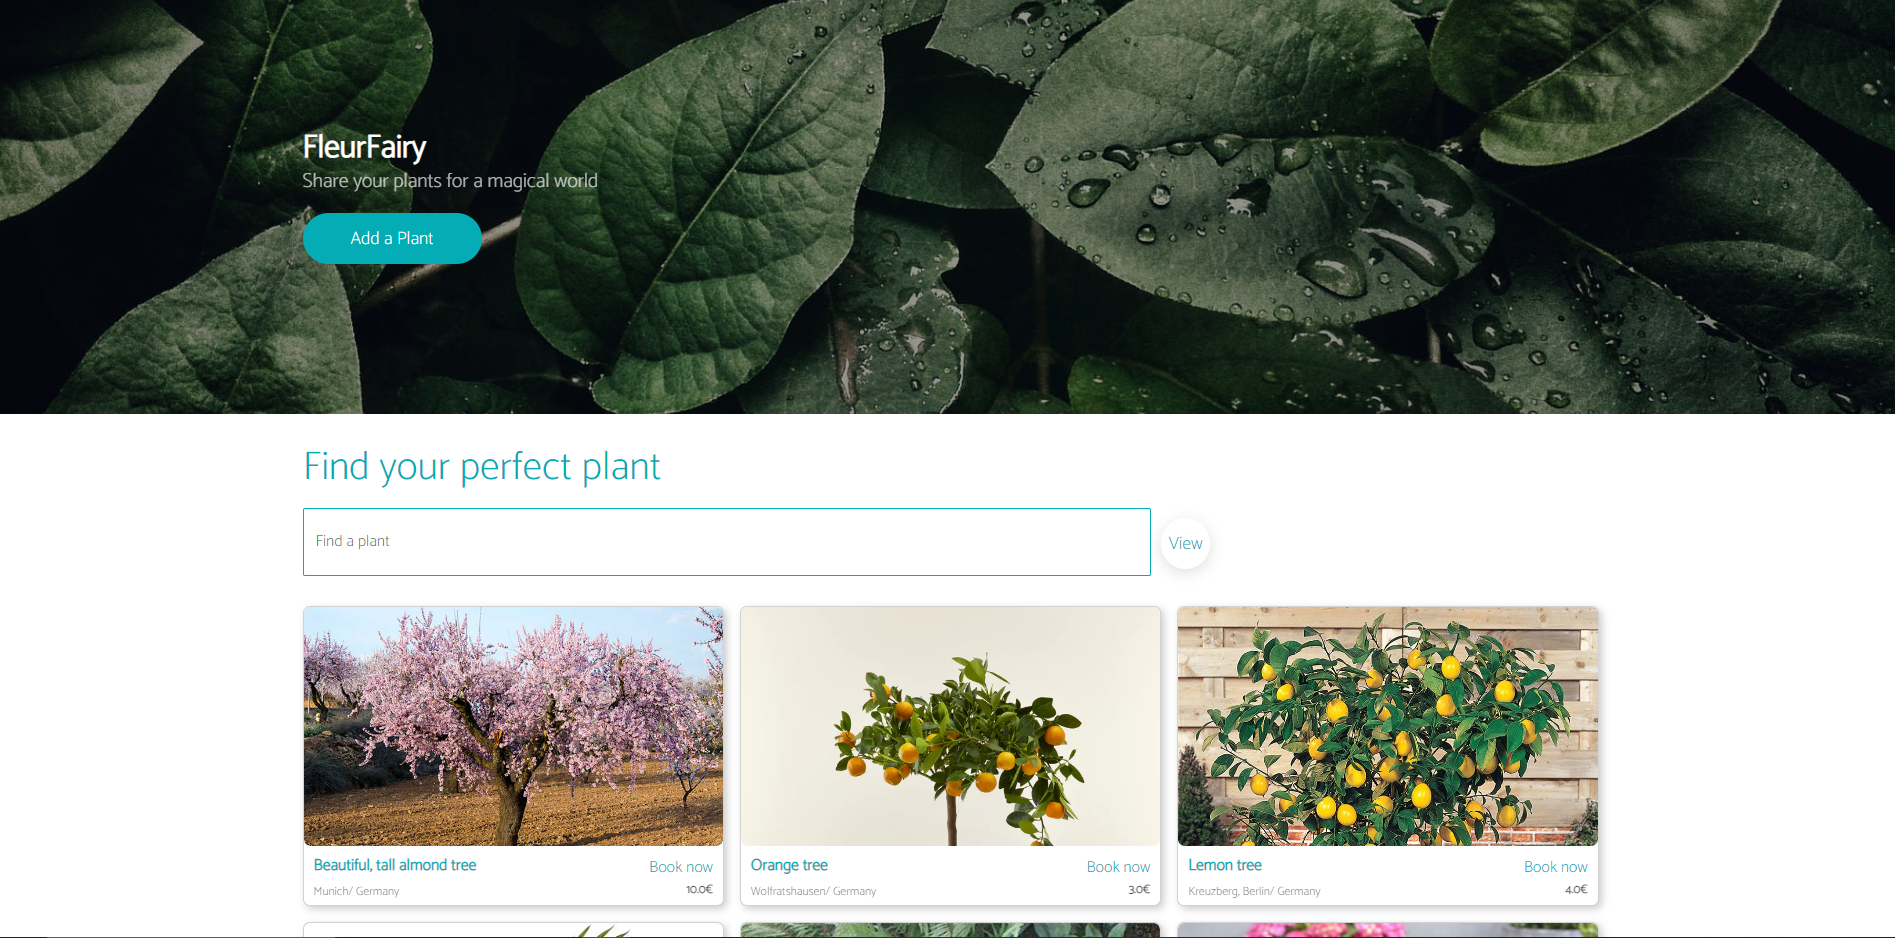 FleurFairy
Share your plants for a magical world
Add a Plant
Find your perfect plant
Find a plant
View
Beautiful, tall almond tree
Book now
Munich/ Germany
10.0€
Orange tree
Book now
Wolfratshausen/ Germany
3.0€
Lemon tree
Book now
Kreuzberg, Berlin/ Germany
4.0€